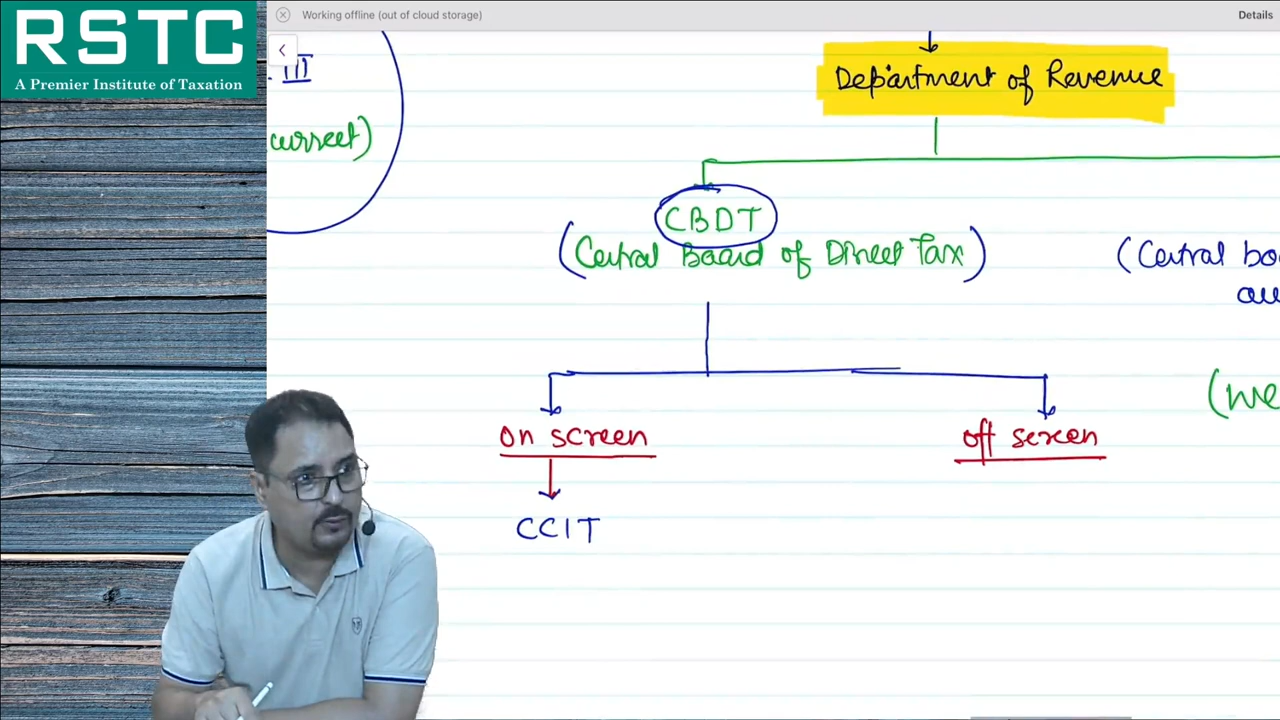 RSTC
A Premier Institute of Taxation
Working offline (out of cloud storage)
Details
III
Department of Revenue
CBDT
(Central Board of Direct Tax)
(Central
on screen
off screen
CCIT